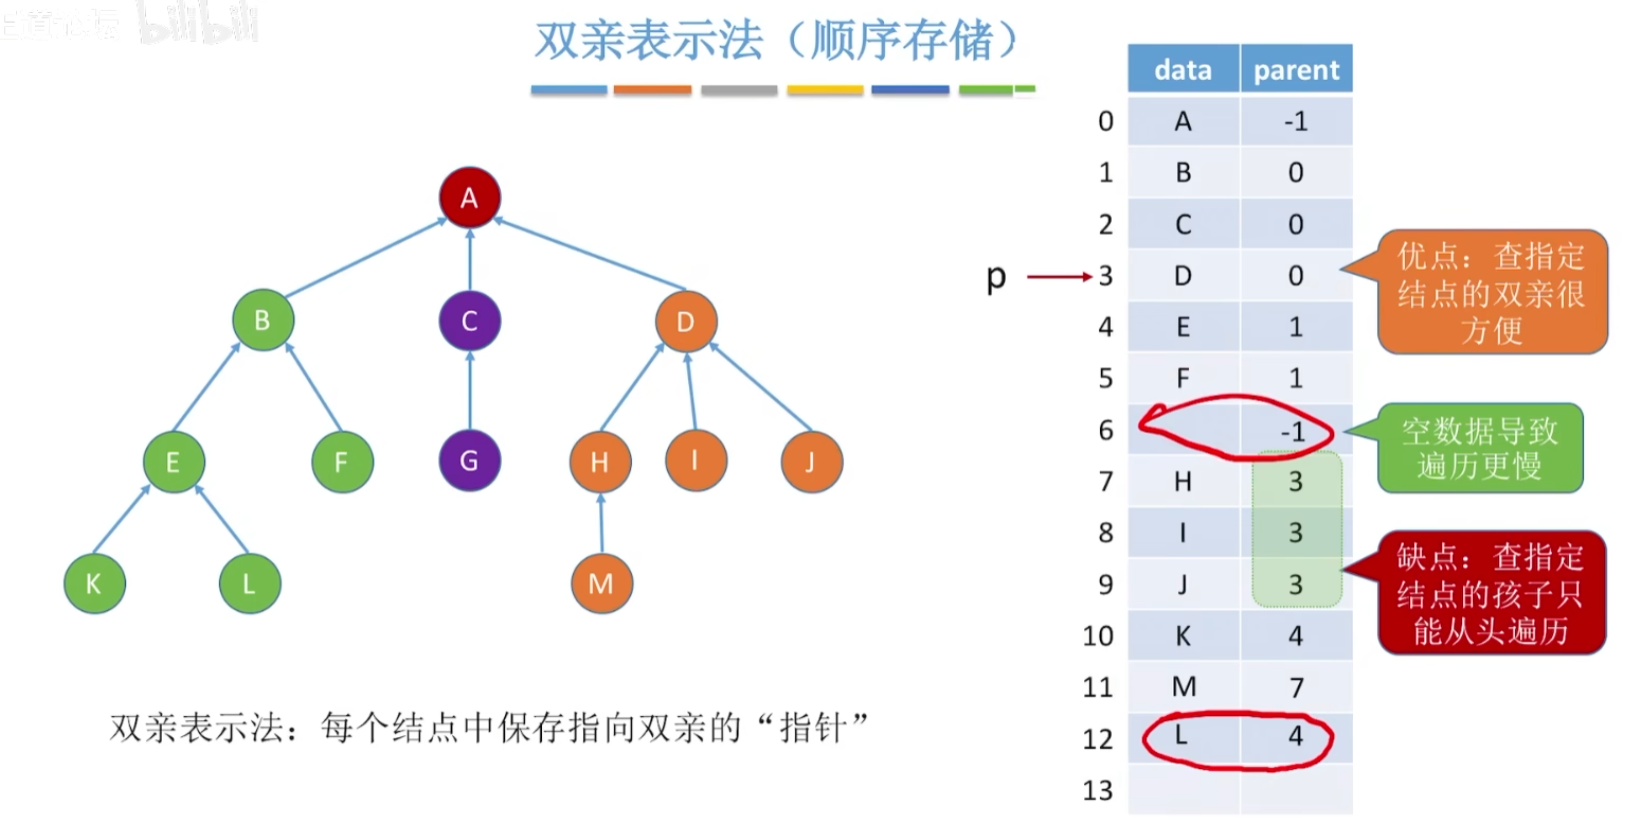 bilibili
双亲表示法（顺序存储）
data parent
0 A -1
1 B 0
2 C 0
p 3 D 0
4 E 1
5 F 1
6 -1
7 H 3
8 I 3
9 J 3
10 K 4
11 M 7
12 L 4
13
优点：查指定
结点的双亲很
方便
空数据导致
遍历更慢
缺点：查指定
结点的孩子只
能从头遍历
A
B C D
E F G H I J
K L M
双亲表示法：每个结点中保存指向双亲的“指针”